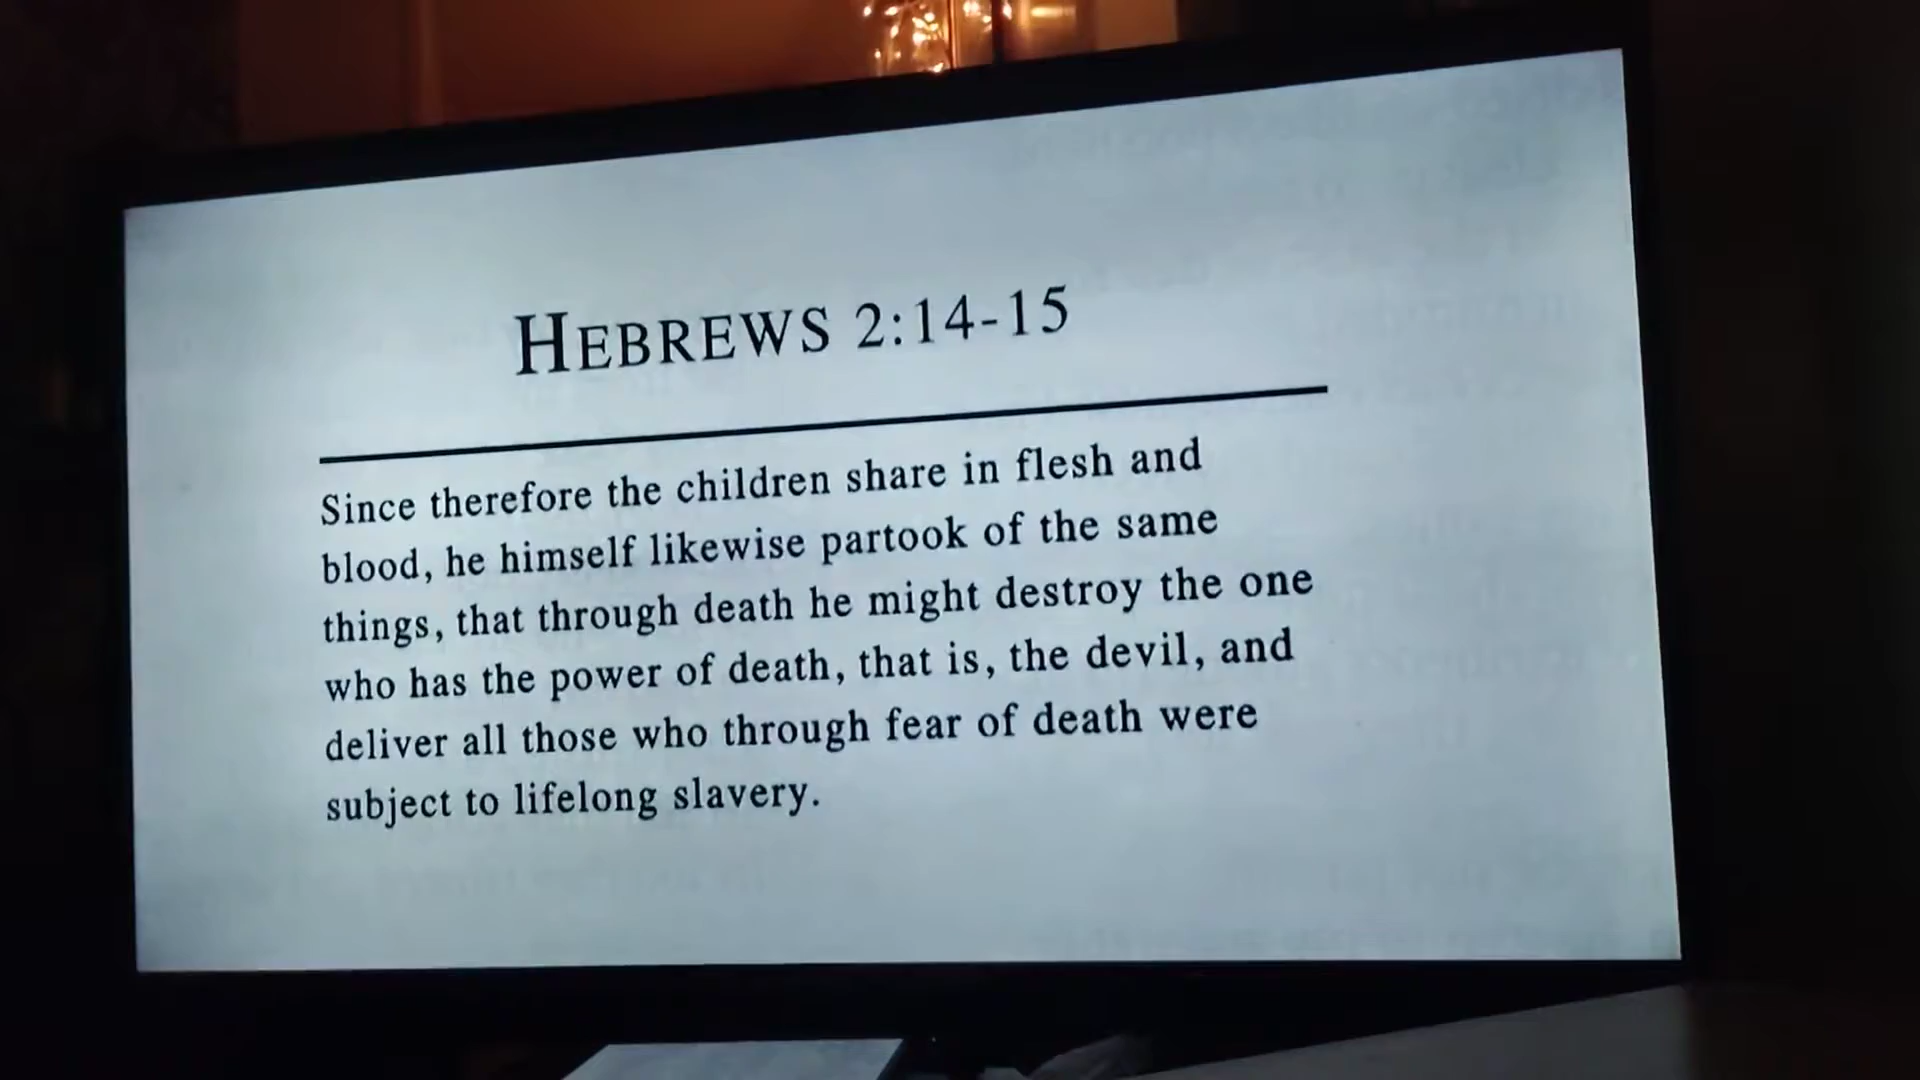 HEBREWS 2:14-15
Since therefore the children share in flesh and
blood, he himself likewise partook of the same
things, that through death he might destroy the one
who has the power of death, that is, the devil, and
deliver all those who through fear of death were
subject to lifelong slavery.